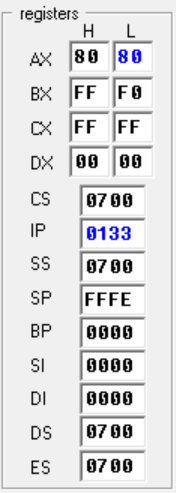 registers
H L
AX 80 80
BX FF F0
CX FF FF
DX 00 00
CS 0700
IP 0133
SS 0700
SP FFFE
BP 0000
SI 0000
DI 0000
DS 0700
ES 0700